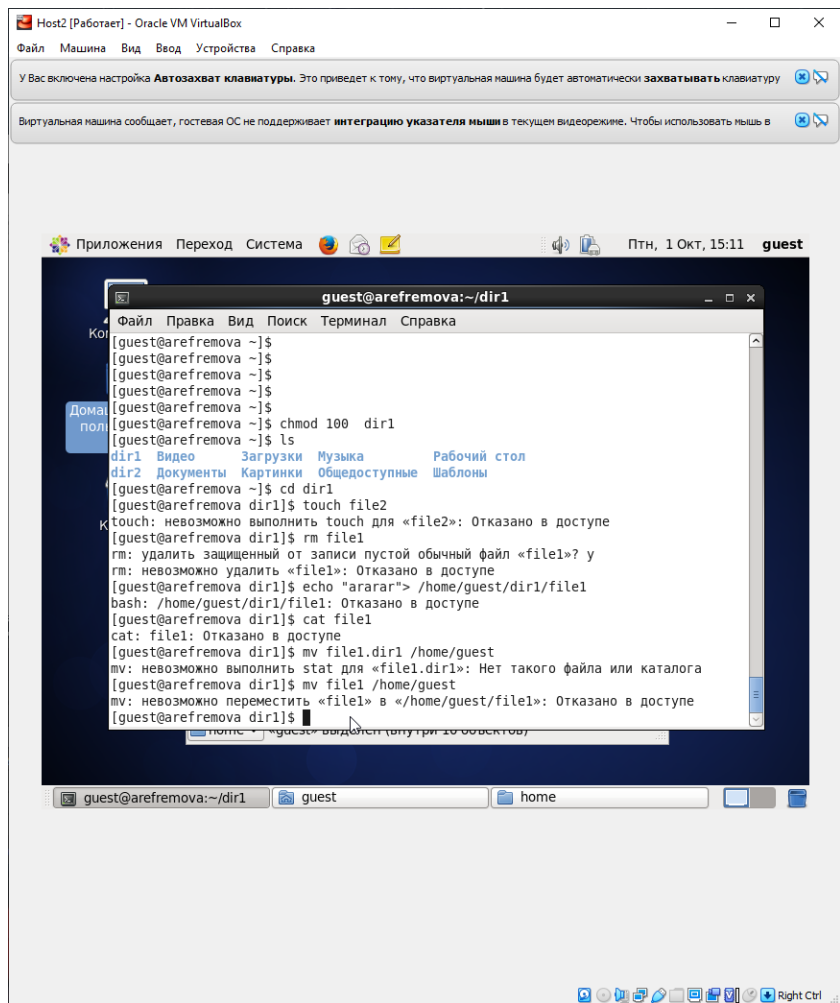 Host2 [Работает] - Oracle VM VirtualBox
Файл Машина Вид Ввод Устройства Справка
У Вас включена настройка Автозахват клавиатуры. Это приведет к тому, что виртуальная машина будет автоматически захватывать клавиатуру
Виртуальная машина сообщает, гостевая ОС не поддерживает интеграцию указателя мыши в текущем видеорежиме. Чтобы использовать мышь в
Приложения Переход Система Птн, 1 Окт, 15:11 guest
guest@arefremova:~/dir1
Файл Правка Вид Поиск Терминал Справка
[guest@arefremova ~]$
[guest@arefremova ~]$
[guest@arefremova ~]$
[guest@arefremova ~]$
[guest@arefremova ~]$
[guest@arefremova ~]$ chmod 100  dir1
[guest@arefremova ~]$ ls
dir1 Видео Загрузки Музыка Рабочий стол
dir2 Документы Картинки Общедоступные Шаблоны
[guest@arefremova ~]$ cd dir1
[guest@arefremova dir1]$ touch file2
touch: невозможно выполнить touch для «file2»: Отказано в доступе
[guest@arefremova dir1]$ rm file1
rm: удалить защищенный от записи пустой обычный файл «file1»? y
rm: невозможно удалить «file1»: Отказано в доступе
[guest@arefremova dir1]$ echo "ararar"> /home/guest/dir1/file1
bash: /home/guest/dir1/file1: Отказано в доступе
[guest@arefremova dir1]$ cat file1
cat: file1: Отказано в доступе
[guest@arefremova dir1]$ mv file1.dir1 /home/guest
mv: невозможно выполнить stat для «file1.dir1»: Нет такого файла или каталога
[guest@arefremova dir1]$ mv file1 /home/guest
mv: невозможно переместить «file1» в «/home/guest/file1»: Отказано в доступе
[guest@arefremova dir1]$
home «guest» выделен (внутри 16 объектов)
guest@arefremova:~/dir1 guest home
Right Ctrl